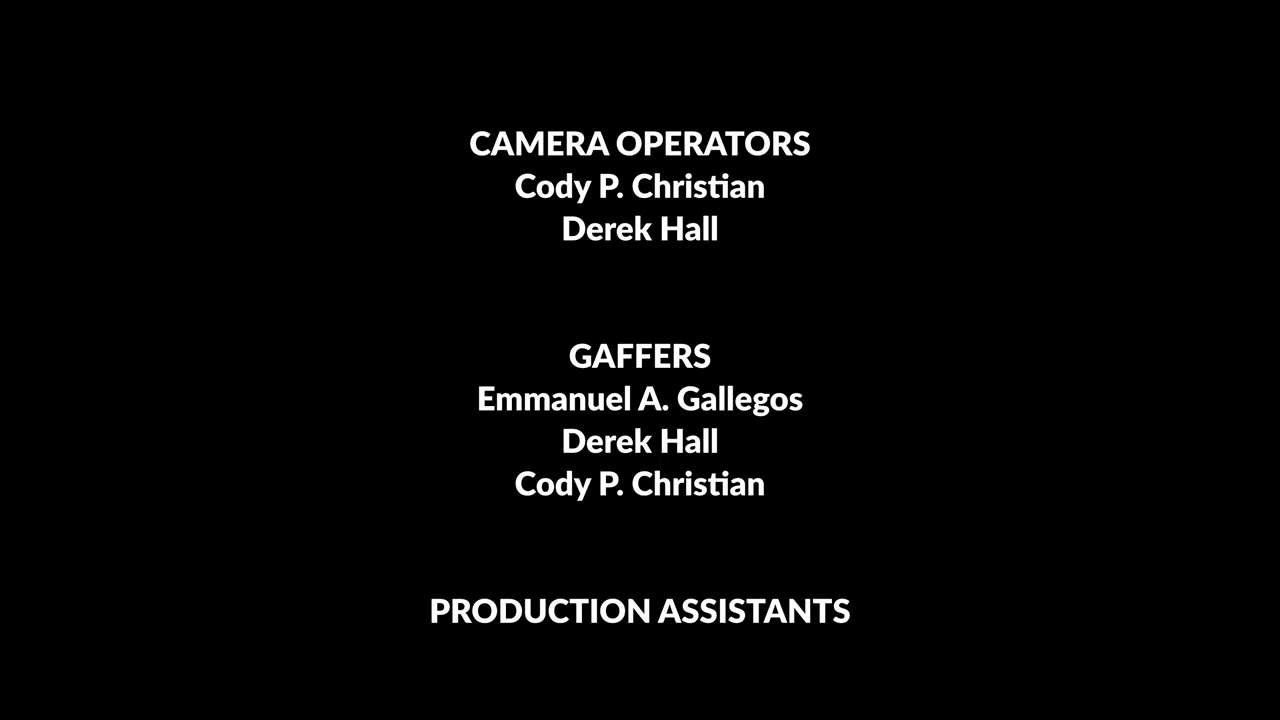 CAMERA OPERATORS
Cody P. Christian
Derek Hall
GAFFERS
Emmanuel A. Gallegos
Derek Hall
Cody P. Christian
PRODUCTION ASSISTANTS